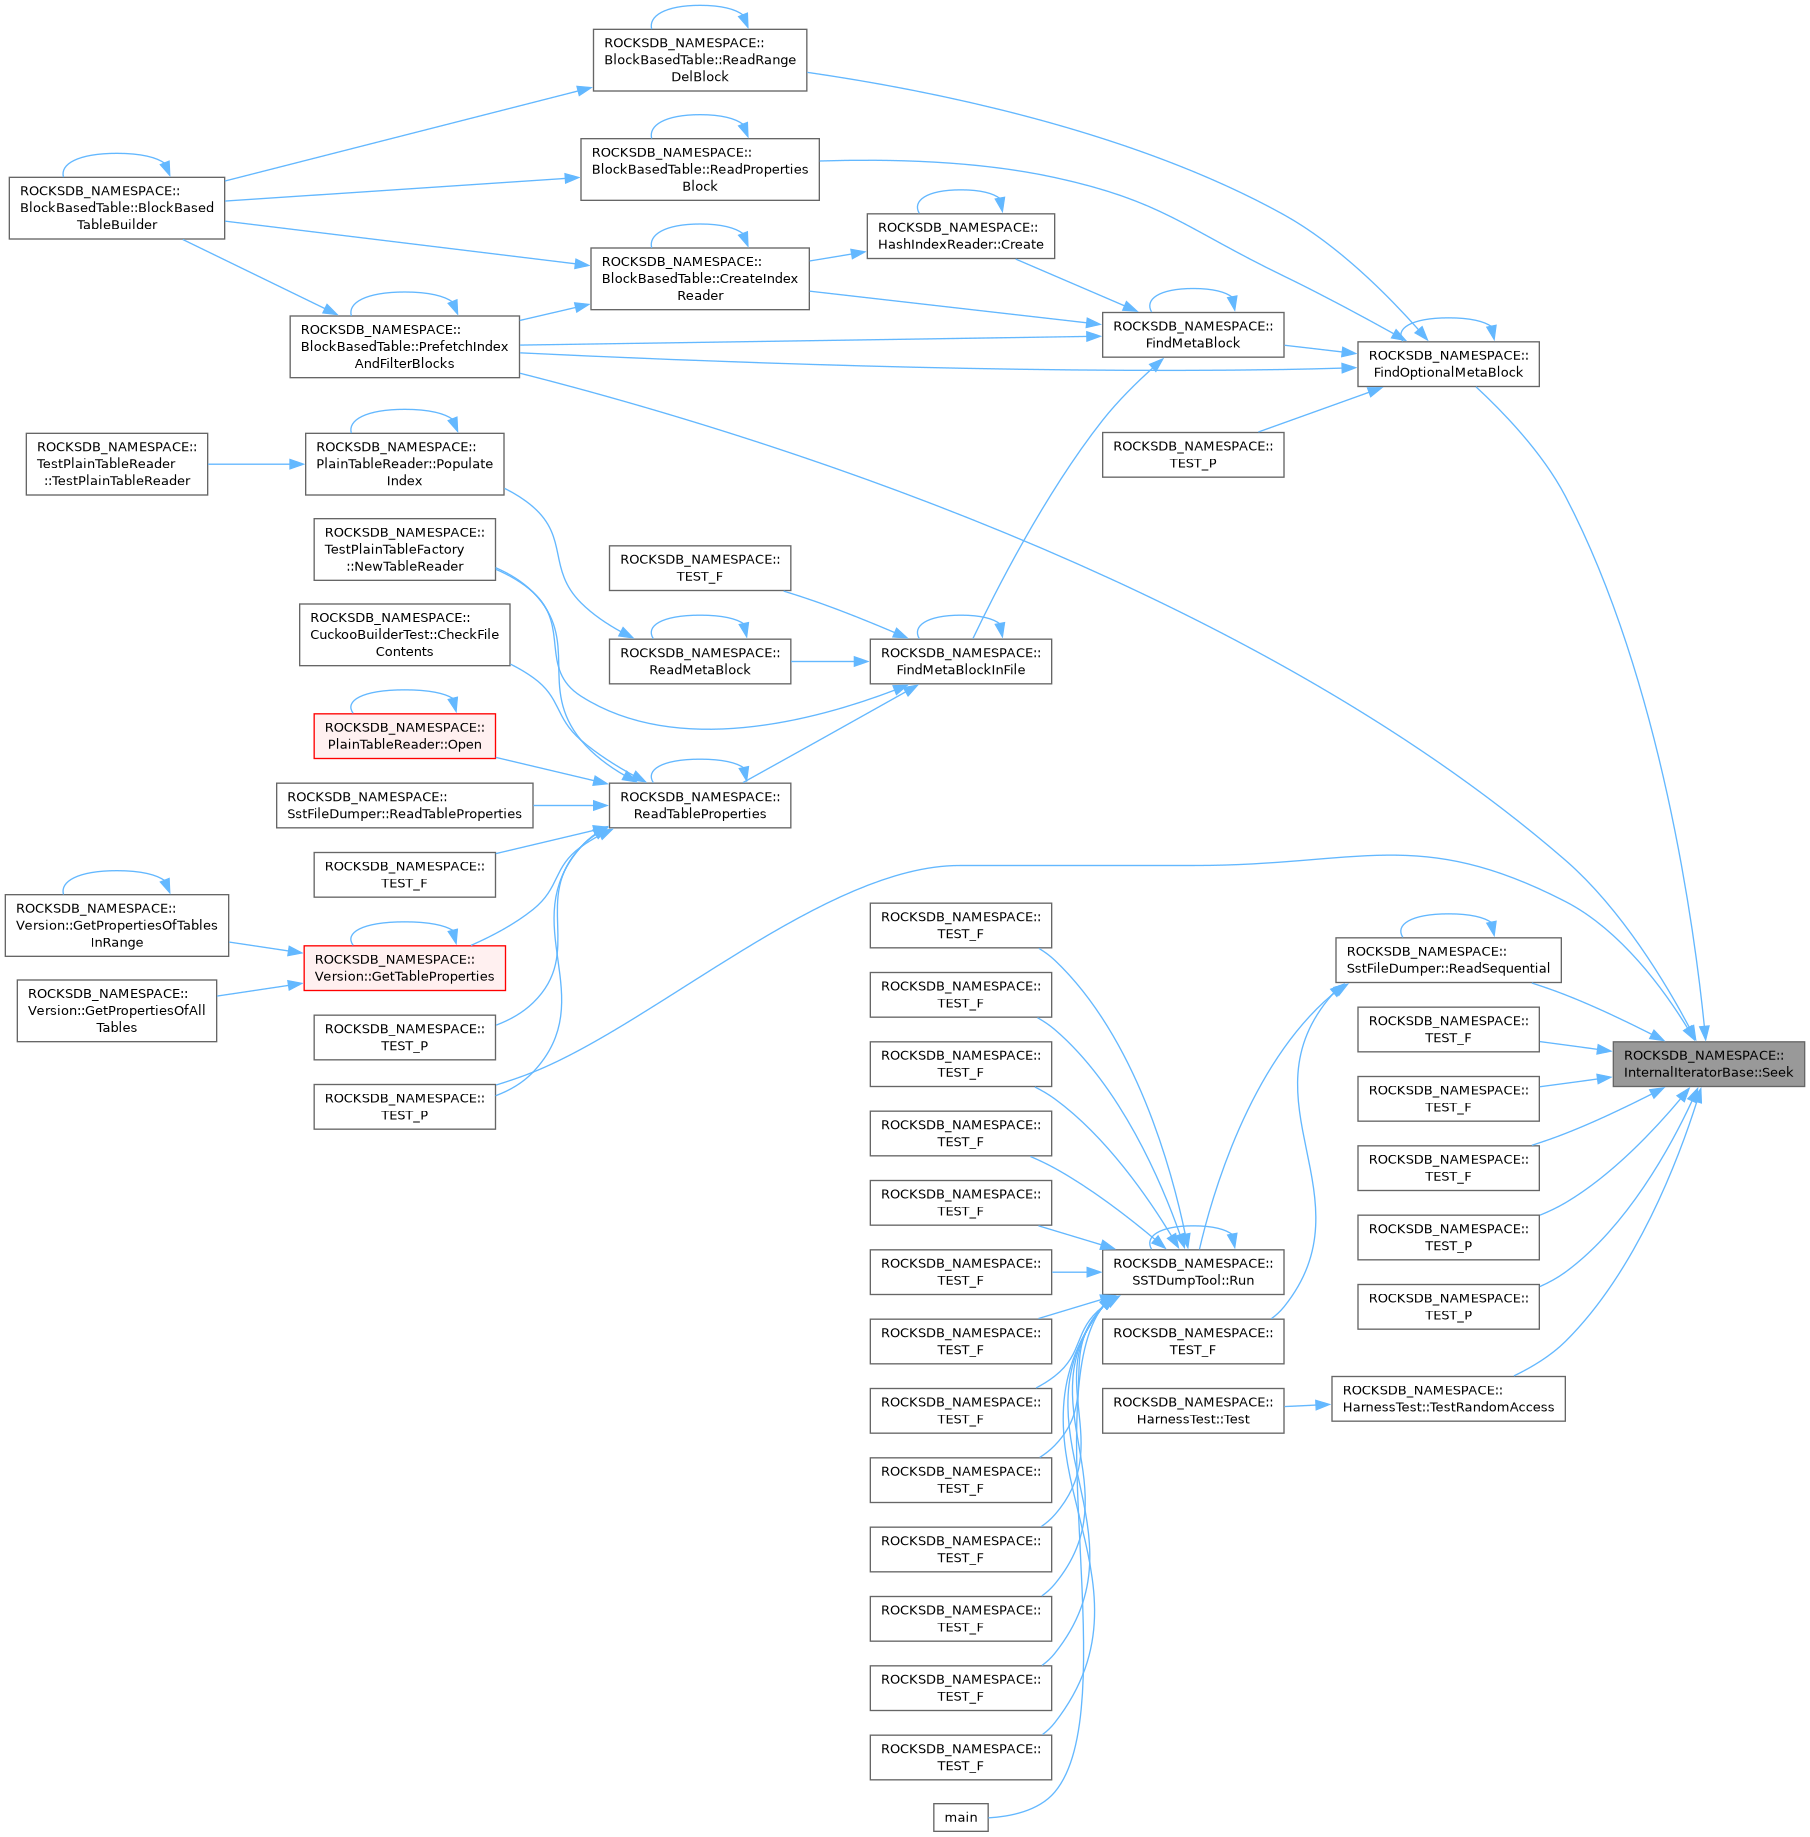 ROCKSDB_NAMESPACE::
BlockBasedTable::ReadRange
DelBlock
ROCKSDB_NAMESPACE::
BlockBasedTable::ReadProperties
Block
ROCKSDB_NAMESPACE::
BlockBasedTable::BlockBased
TableBuilder
ROCKSDB_NAMESPACE::
HashIndexReader::Create
ROCKSDB_NAMESPACE::
BlockBasedTable::CreateIndex
Reader
ROCKSDB_NAMESPACE::
BlockBasedTable::PrefetchIndex
AndFilterBlocks
ROCKSDB_NAMESPACE::
FindMetaBlock
ROCKSDB_NAMESPACE::
FindOptionalMetaBlock
ROCKSDB_NAMESPACE::
TEST_P
ROCKSDB_NAMESPACE::
TestPlainTableReader
::TestPlainTableReader
ROCKSDB_NAMESPACE::
PlainTableReader::Populate
Index
ROCKSDB_NAMESPACE::
TestPlainTableFactory
::NewTableReader
ROCKSDB_NAMESPACE::
TEST_F
ROCKSDB_NAMESPACE::
CuckooBuilderTest::CheckFile
Contents
ROCKSDB_NAMESPACE::
ReadMetaBlock
ROCKSDB_NAMESPACE::
FindMetaBlockInFile
ROCKSDB_NAMESPACE::
PlainTableReader::Open
ROCKSDB_NAMESPACE::
SstFileDumper::ReadTableProperties
ROCKSDB_NAMESPACE::
ReadTableProperties
ROCKSDB_NAMESPACE::
TEST_F
ROCKSDB_NAMESPACE::
Version::GetPropertiesOfTables
InRange
ROCKSDB_NAMESPACE::
Version::GetTableProperties
ROCKSDB_NAMESPACE::
Version::GetPropertiesOfAll
Tables
ROCKSDB_NAMESPACE::
TEST_P
ROCKSDB_NAMESPACE::
TEST_P
ROCKSDB_NAMESPACE::
TEST_F
ROCKSDB_NAMESPACE::
SstFileDumper::ReadSequential
ROCKSDB_NAMESPACE::
TEST_F
ROCKSDB_NAMESPACE::
TEST_F
ROCKSDB_NAMESPACE::
InternalIteratorBase::Seek
ROCKSDB_NAMESPACE::
TEST_F
ROCKSDB_NAMESPACE::
TEST_F
ROCKSDB_NAMESPACE::
TEST_F
ROCKSDB_NAMESPACE::
TEST_F
ROCKSDB_NAMESPACE::
TEST_F
ROCKSDB_NAMESPACE::
TEST_P
ROCKSDB_NAMESPACE::
TEST_F
ROCKSDB_NAMESPACE::
SSTDumpTool::Run
ROCKSDB_NAMESPACE::
TEST_P
ROCKSDB_NAMESPACE::
TEST_F
ROCKSDB_NAMESPACE::
TEST_F
ROCKSDB_NAMESPACE::
TEST_F
ROCKSDB_NAMESPACE::
HarnessTest::Test
ROCKSDB_NAMESPACE::
HarnessTest::TestRandomAccess
ROCKSDB_NAMESPACE::
TEST_F
ROCKSDB_NAMESPACE::
TEST_F
ROCKSDB_NAMESPACE::
TEST_F
ROCKSDB_NAMESPACE::
TEST_F
ROCKSDB_NAMESPACE::
TEST_F
main